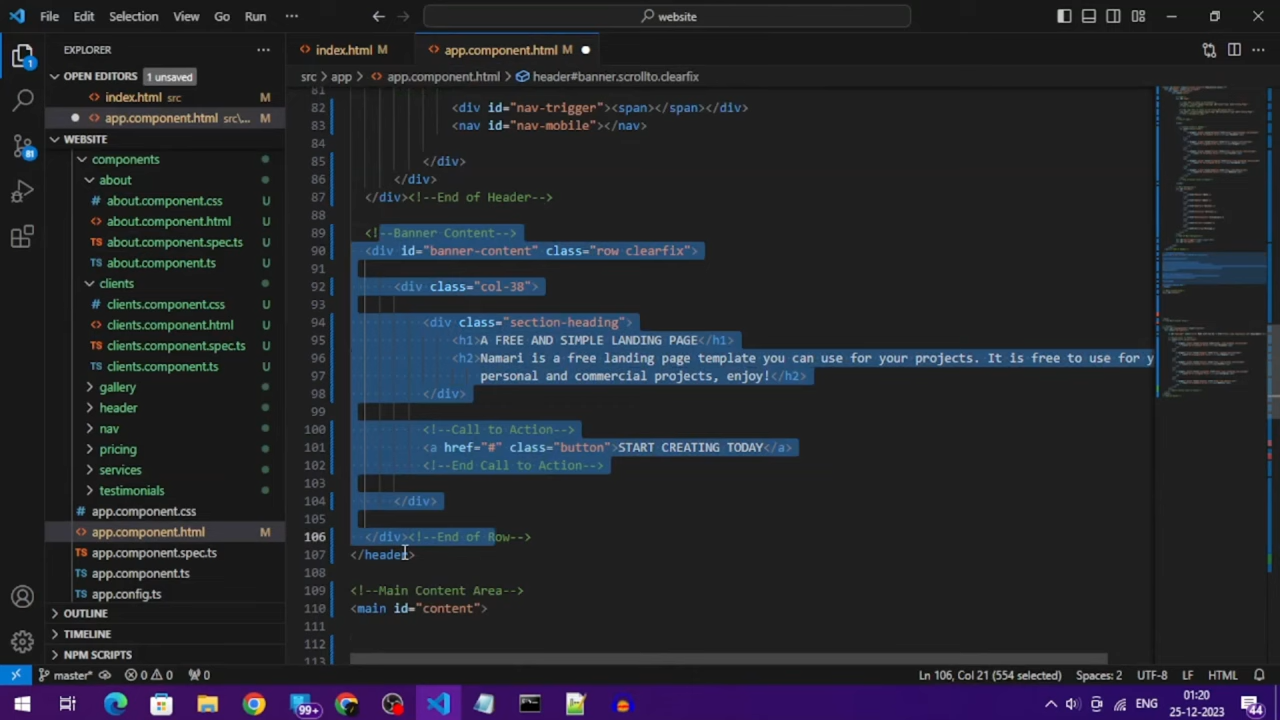 File Edit Selection View Go Run ··· website
EXPLORER ···
OPEN EDITORS 1 unsaved
index.html src M
app.component.html src\... M
WEBSITE
components
about
about.component.css U
about.component.html U
about.component.spec.ts U
about.component.ts U
clients
clients.component.css U
clients.component.html U
clients.component.spec.ts U
clients.component.ts U
gallery
header
nav
pricing
services
testimonials
app.component.css
app.component.html M
app.component.spec.ts
app.component.ts
app.config.ts
OUTLINE
TIMELINE
NPM SCRIPTS
1
81
index.html M app.component.html M
src > app > app.component.html > header#banner.scrollto.clearfix
81
82 <div id="nav-trigger"><span></span></div>
83 <nav id="nav-mobile"></nav>
84
85 </div>
86 </div>
87 </div><!--End of Header-->
88
89 <!--Banner Content-->
90 <div id="banner-content" class="row clearfix">
91
92 <div class="col-38">
93
94 <div class="section-heading">
95 <h1>A FREE AND SIMPLE LANDING PAGE</h1>
96 <h2>Namari is a free landing page template you can use for your projects. It is free to use for y
97 personal and commercial projects, enjoy!</h2>
98 </div>
99
100 <!--Call to Action-->
101 <a href="#" class="button">START CREATING TODAY</a>
102 <!--End Call to Action-->
103
104 </div>
105
106 </div><!--End of Row-->
107 </header>
108
109 <!--Main Content Area-->
110 <main id="content">
111
112
113
master* 0 0 0 Ln 106, Col 21 (554 selected) Spaces: 2 UTF-8 LF HTML
99+ ENG 01:20
25-12-2023 44